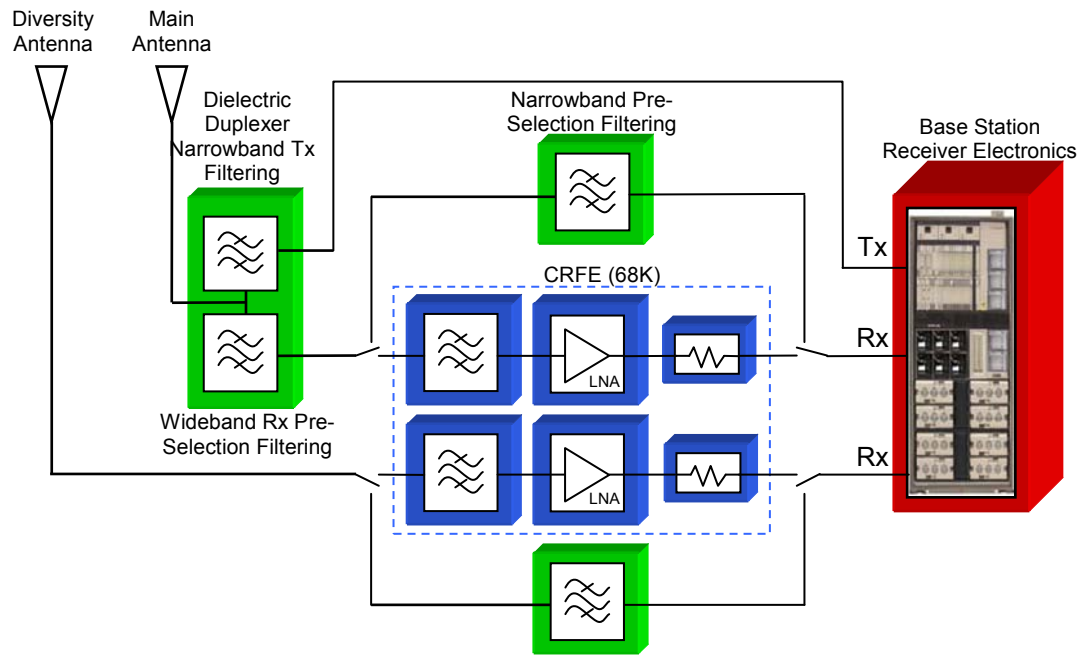 Diversity
Antenna
Main
Antenna
Dielectric
Duplexer
Narrowband Tx
Filtering
Narrowband Pre-
Selection Filtering
Base Station
Receiver Electronics
Tx
CRFE (68K)
LNA
Rx
Wideband Rx Pre-
Selection Filtering
LNA
Rx